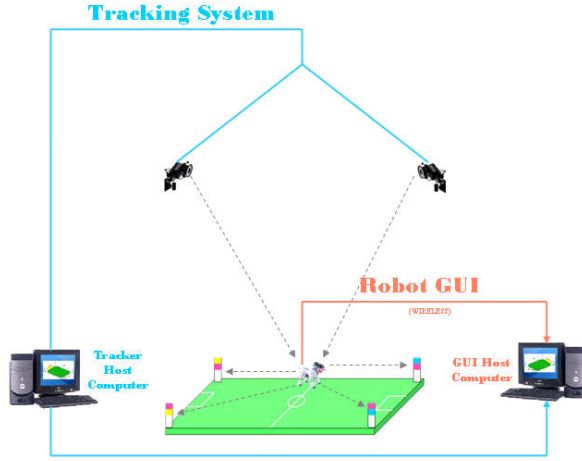 Tracking System
Robot GUI
(WIRELESS)
Tracker
Host
Computer
GUI Host
Computer